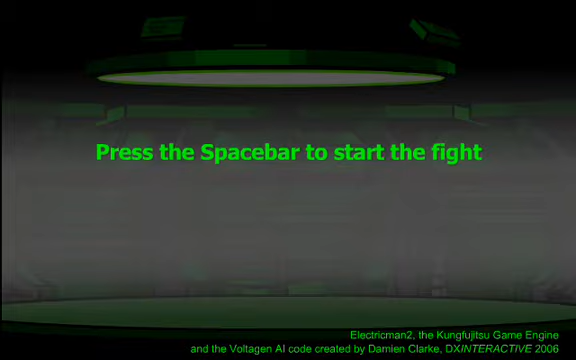 Press the Spacebar to start the fight
Electricman2, the Kungfujitsu Game Engine
and the Voltagen AI code created by Damien Clarke, DXINTERACTIVE 2006